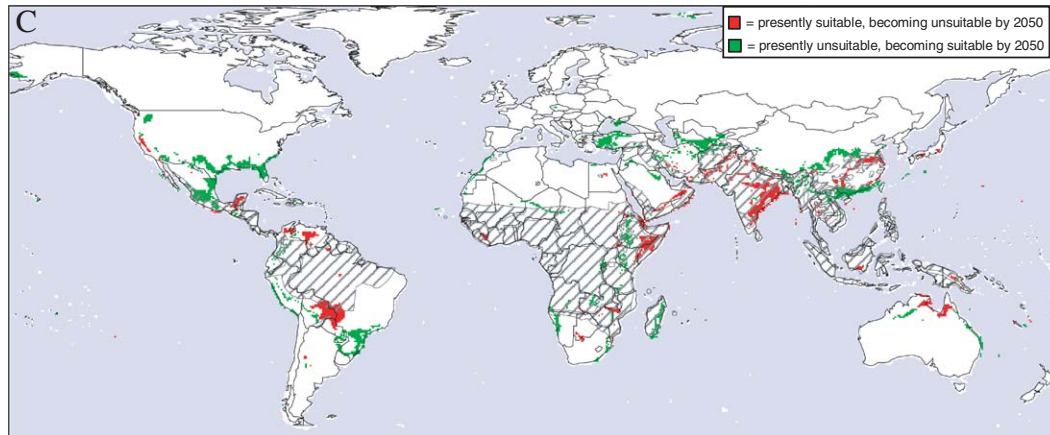 C
= presently suitable, becoming unsuitable by 2050
= presently unsuitable, becoming suitable by 2050